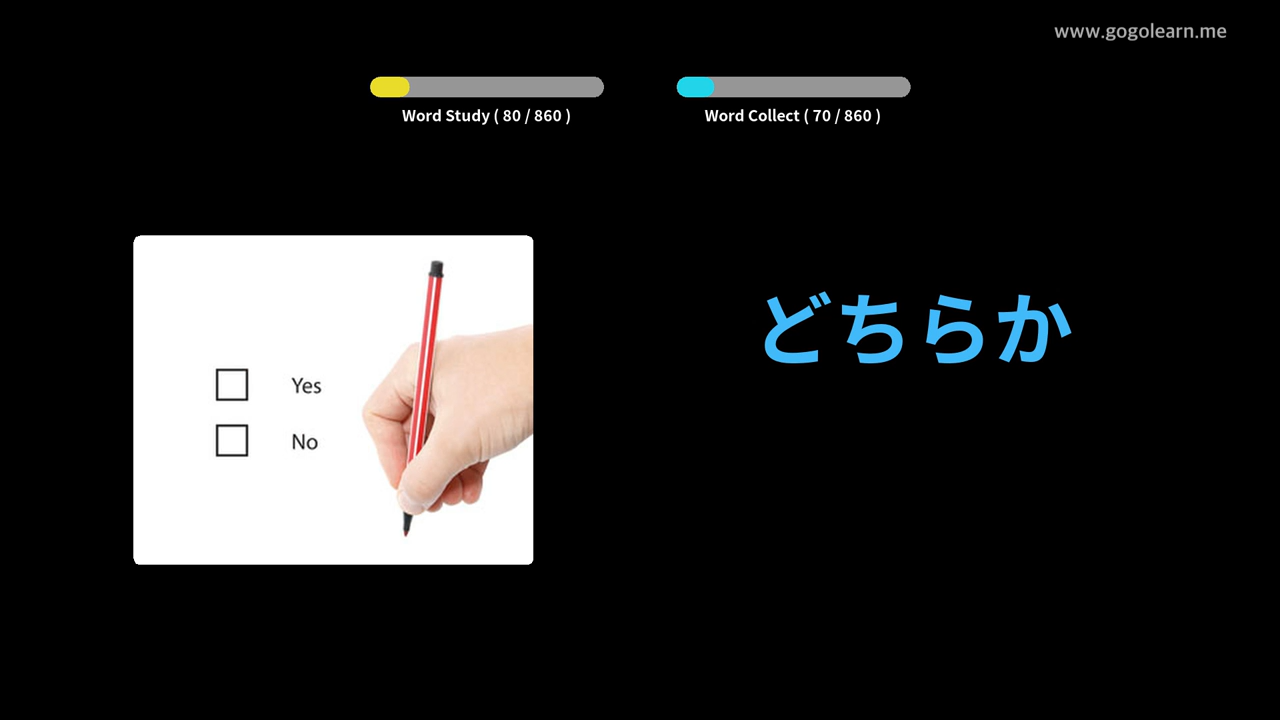 www.gogolearn.me
Word Study ( 80 / 860 )
Word Collect ( 70 / 860 )
Yes
No
どちらか